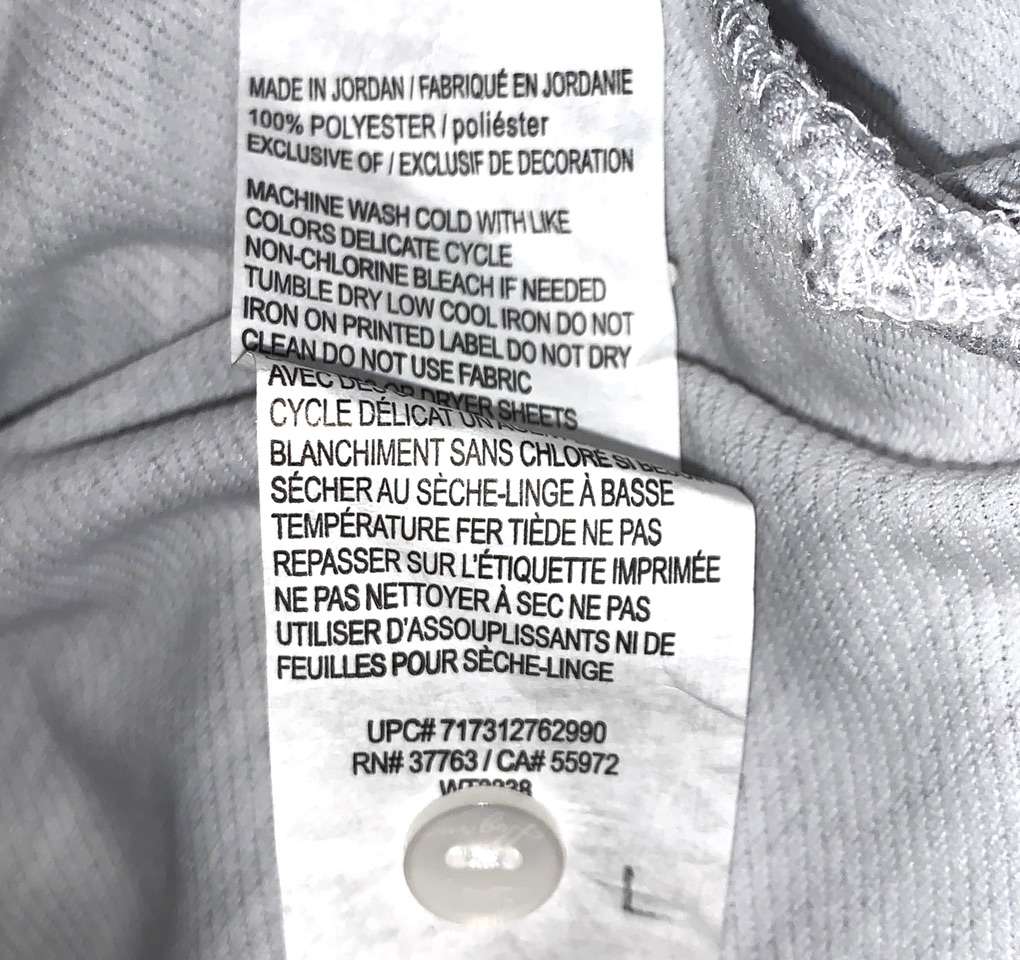 MADE IN JORDAN / FABRIQUÉ EN JORDANIE
100% POLYESTER / poliéster
EXCLUSIVE OF / EXCLUSIF DE DECORATION
MACHINE WASH COLD WITH LIKE
COLORS DELICATE CYCLE
NON-CHLORINE BLEACH IF NEEDED
TUMBLE DRY LOW COOL IRON DO NOT
IRON ON PRINTED LABEL DO NOT DRY
CLEAN DO NOT USE FABRIC
DRYER SHEETS
AVEC
CYCLE DÉLICAT UN
BLANCHIMENT SANS CHLORE SI
SÉCHER AU SÈCHE-LINGE À BASSE
TEMPÉRATURE FER TIÈDE NE PAS
REPASSER SUR L'ÉTIQUETTE IMPRIMÉE
NE PAS NETTOYER À SEC NE PAS
UTILISER D'ASSOUPLISSANTS NI DE
FEUILLES POUR SÈCHE-LINGE
UPC# 717312762990
RN# 37763 / CA# 55972
L